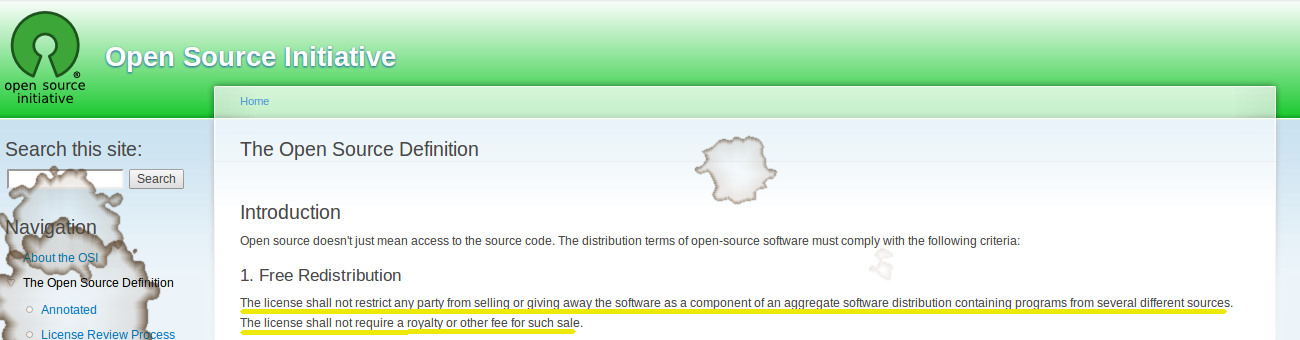 Open Source Initiative
open source
initiative
Home
Search this site:
Search
Navigation
About the OSI
The Open Source Definition
Annotated
License Review Process
The Open Source Definition
Introduction
Open source doesn't just mean access to the source code. The distribution terms of open-source software must comply with the following criteria:
1. Free Redistribution
The license shall not restrict any party from selling or giving away the software as a component of an aggregate software distribution containing programs from several different sources.
The license shall not require a royalty or other fee for such sale.